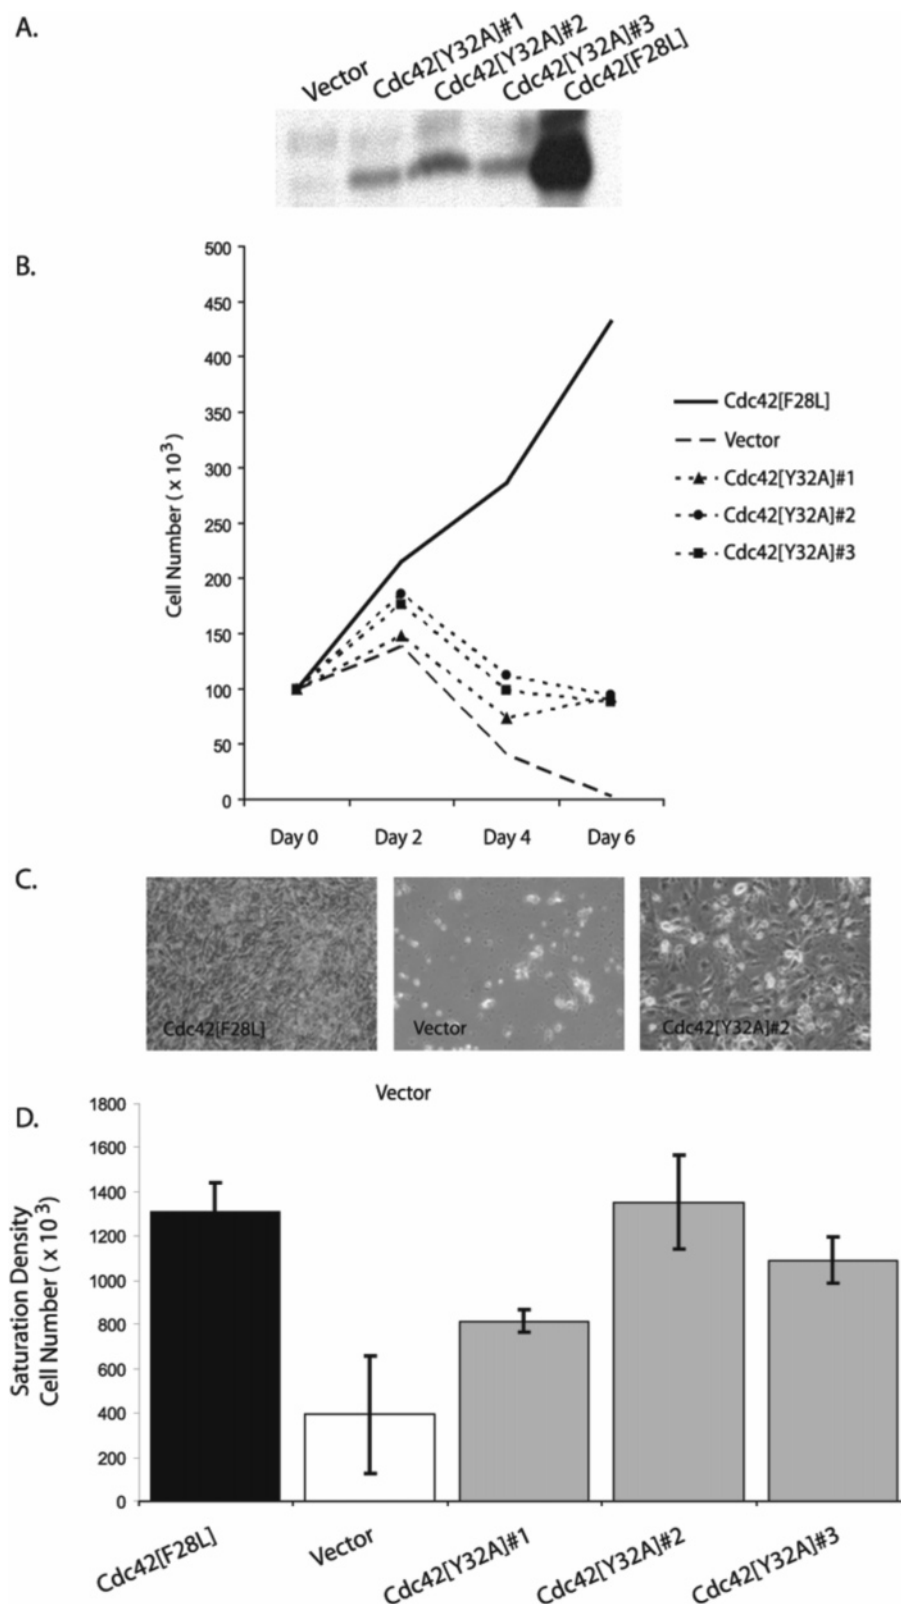 A.
Vector
Cdc42[Y32A]#1
Cdc42[Y32A]#2
Cdc42[Y32A]#3
Cdc42[F28L]
B.
500
450
400
350
300
250
200
150
100
50
0
Cell Number ( x 10³)
Day 0
Day 2
Day 4
Day 6
Cdc42[F28L]
Vector
Cdc42[Y32A]#1
Cdc42[Y32A]#2
Cdc42[Y32A]#3
C.
Cdc42[F28L]
Vector
Cdc42[Y32A]#2
Vector
D.
1800
1600
1400
1200
1000
800
600
400
200
0
Saturation Density
Cell Number ( x 10³)
Cdc42[F28L]
Vector
Cdc42[Y32A]#1
Cdc42[Y32A]#2
Cdc42[Y32A]#3